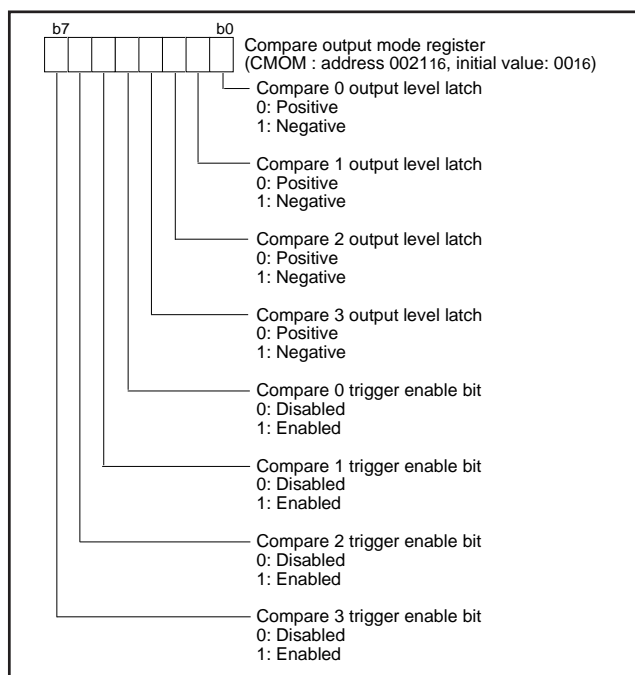 b7 b0
Compare output mode register
(CMOM : address 002116, initial value: 0016)
Compare 0 output level latch
0: Positive
1: Negative
Compare 1 output level latch
0: Positive
1: Negative
Compare 2 output level latch
0: Positive
1: Negative
Compare 3 output level latch
0: Positive
1: Negative
Compare 0 trigger enable bit
0: Disabled
1: Enabled
Compare 1 trigger enable bit
0: Disabled
1: Enabled
Compare 2 trigger enable bit
0: Disabled
1: Enabled
Compare 3 trigger enable bit
0: Disabled
1: Enabled